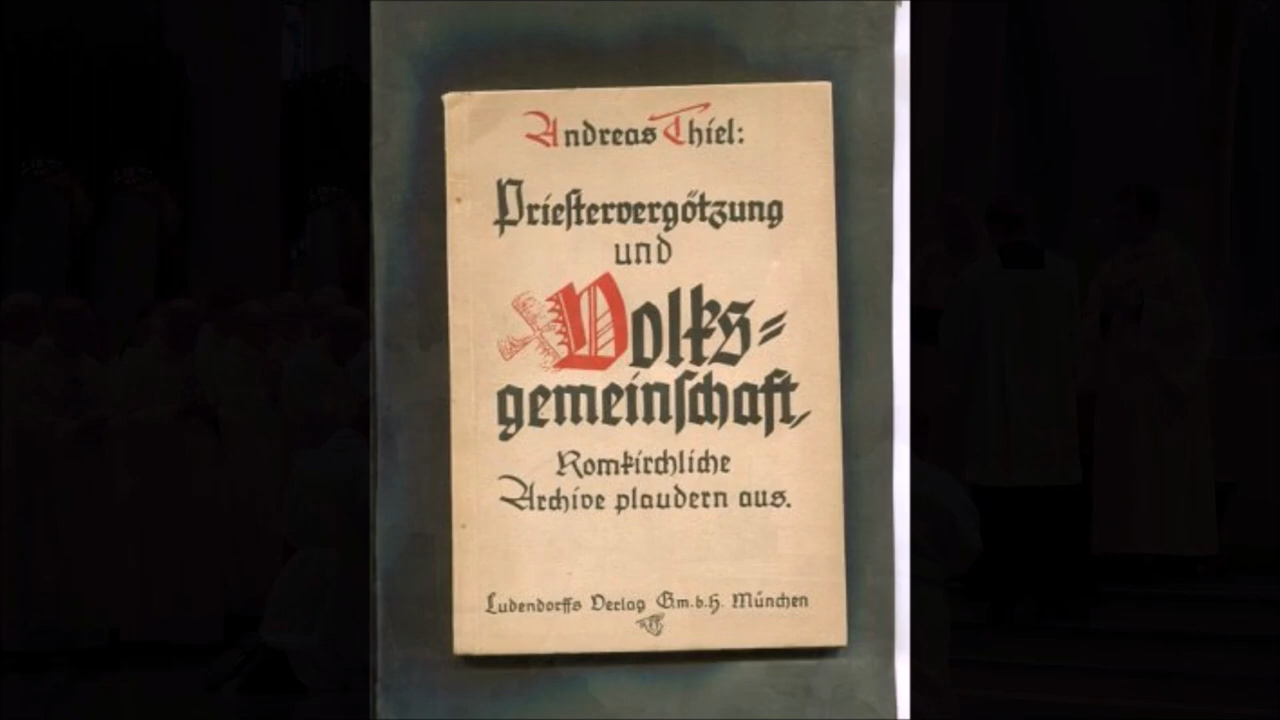 Andreas Thiel:
Priestervergötzung
und
Volks=
gemeinschaft,
Romkirchliche
Archive plaudern aus.
Ludendorffs Verlag G.m.b.H. München